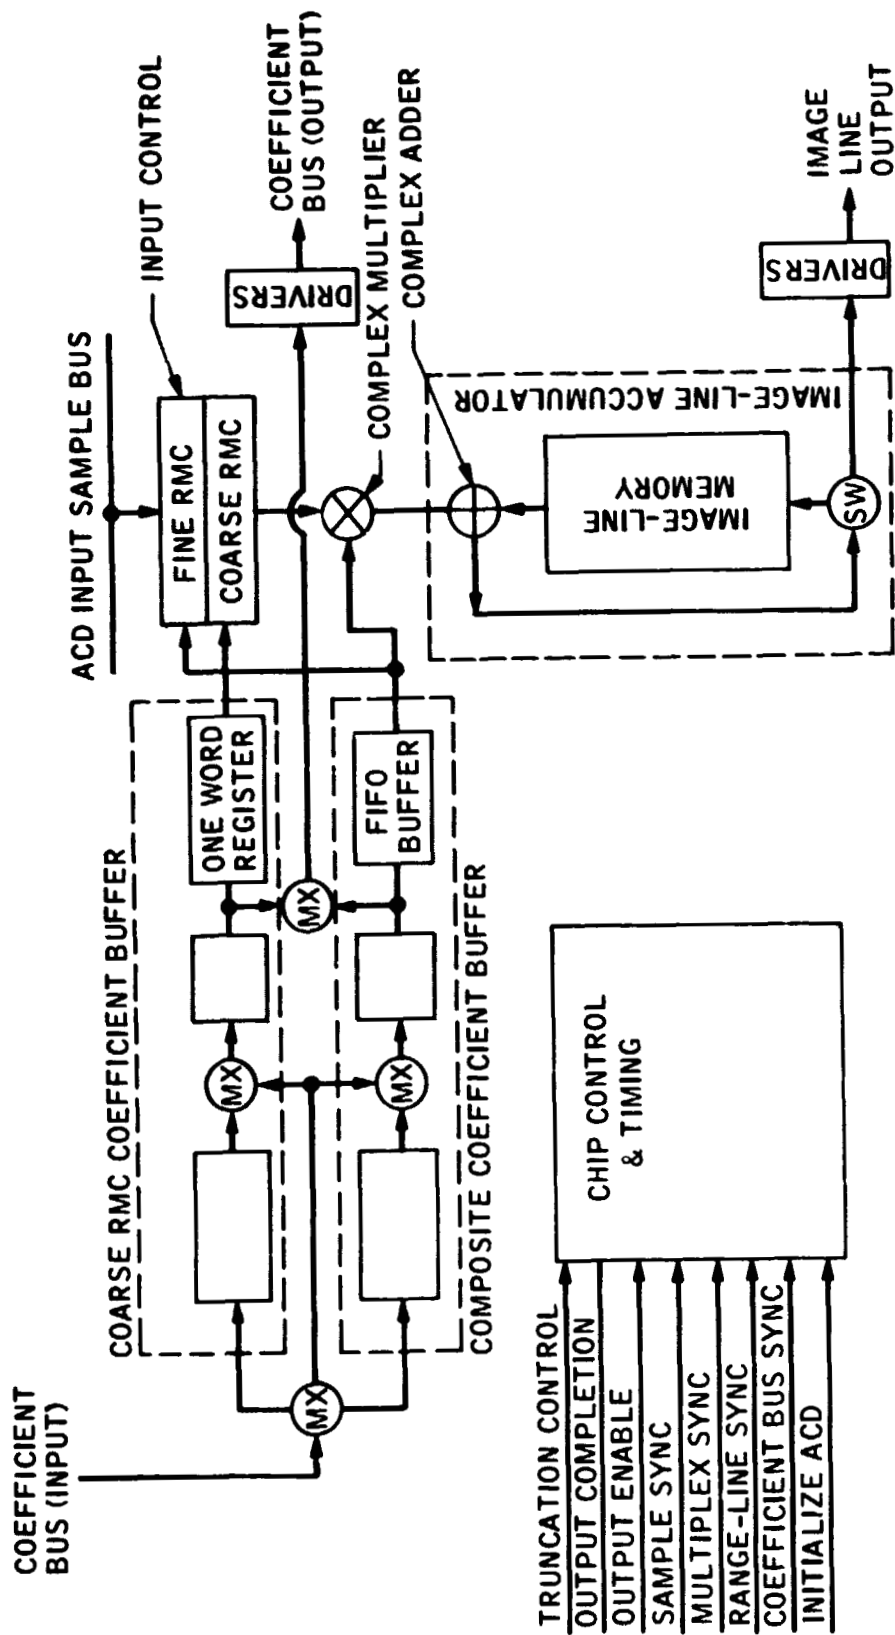 COEFFICIENT
BUS (INPUT)
MX
COARSE RMC COEFFICIENT BUFFER
MX
ONE WORD
REGISTER
MX
COMPOSITE COEFFICIENT BUFFER
MX
FIFO
BUFFER
ACD INPUT SAMPLE BUS
FINE RMC
COARSE RMC
INPUT CONTROL
DRIVERS
COEFFICIENT
BUS (OUTPUT)
COMPLEX MULTIPLIER
COMPLEX ADDER
IMAGE-LINE ACCUMULATOR
IMAGE-LINE
MEMORY
SW
DRIVERS
IMAGE
LINE
OUTPUT
TRUNCATION CONTROL
OUTPUT COMPLETION
OUTPUT ENABLE
SAMPLE SYNC
MULTIPLEX SYNC
RANGE-LINE SYNC
COEFFICIENT BUS SYNC
INITIALIZE ACD
CHIP CONTROL
& TIMING